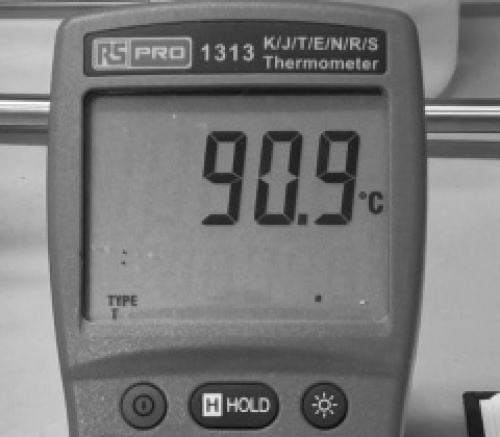 RS PRO 1313 K/J/T/E/N/R/S
Thermometer
90.9 °C
TYPE
T
H HOLD